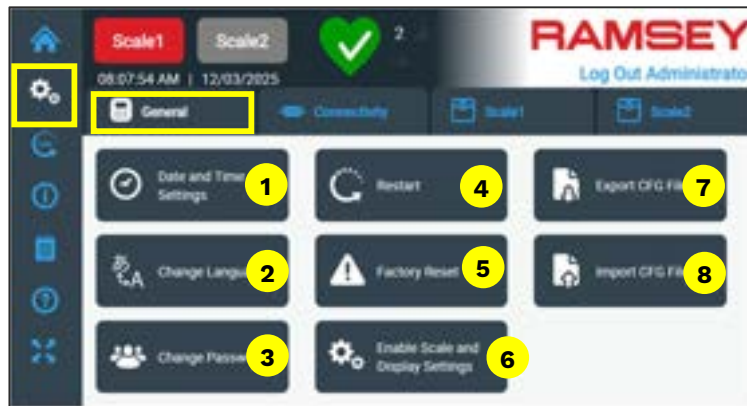 Scale1
Scale2
2
RAMSEY
08:07:54 AM | 12/03/2025
Log Out Administrato
General
Connectivity
Scale1
Scale2
Date and Time
Settings
1
Restart
4
Export CFG Fil
7
Change Langu
2
Factory Reset
5
Import CFG Fi
8
Change Passw
3
Enable Scale and
Display Settings
6